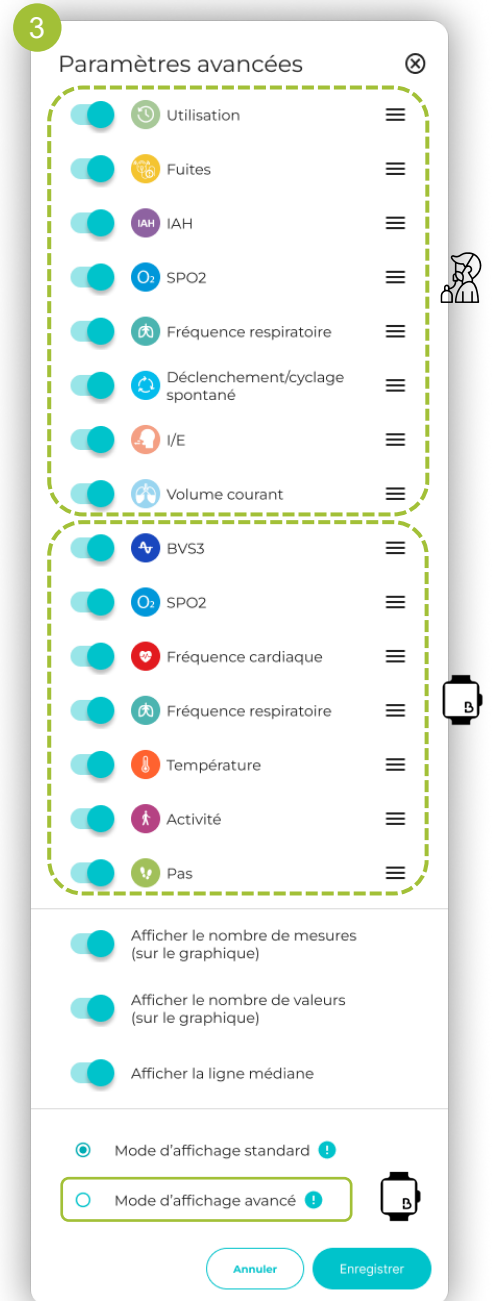 3
Paramètres avancées
Utilisation
Fuites
IAH IAH
O₂ SPO2
Fréquence respiratoire
Déclenchement/cyclage
spontané
I/E
Volume courant
BVS3
O₂ SPO2
Fréquence cardiaque
Fréquence respiratoire
B
Température
Activité
Pas
Afficher le nombre de mesures
(sur le graphique)
Afficher le nombre de valeurs
(sur le graphique)
Afficher la ligne médiane
Mode d'affichage standard !
Mode d'affichage avancé !
B
Annuler Enregistrer